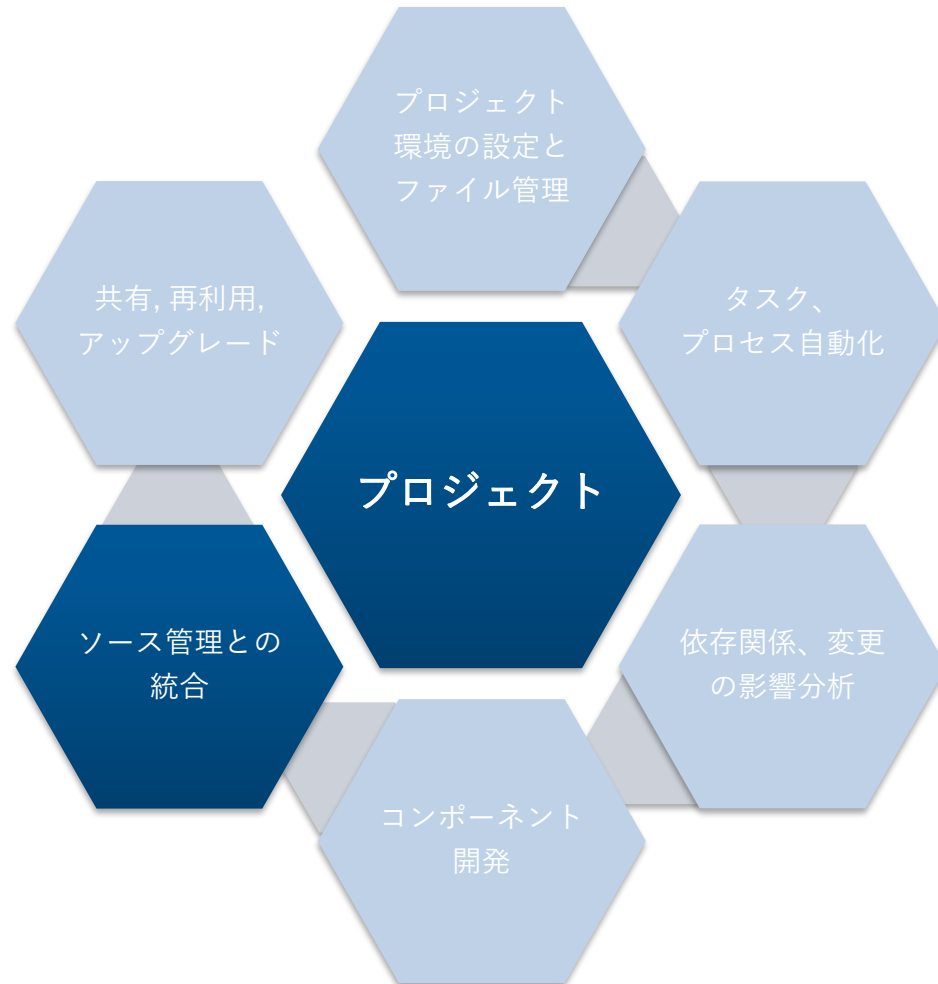 プロジェクト
環境の設定と
ファイル管理
共有, 再利用,
アップグレード
タスク、
プロセス自動化
プロジェクト
ソース管理との
統合
依存関係、変更
の影響分析
コンポーネント
開発